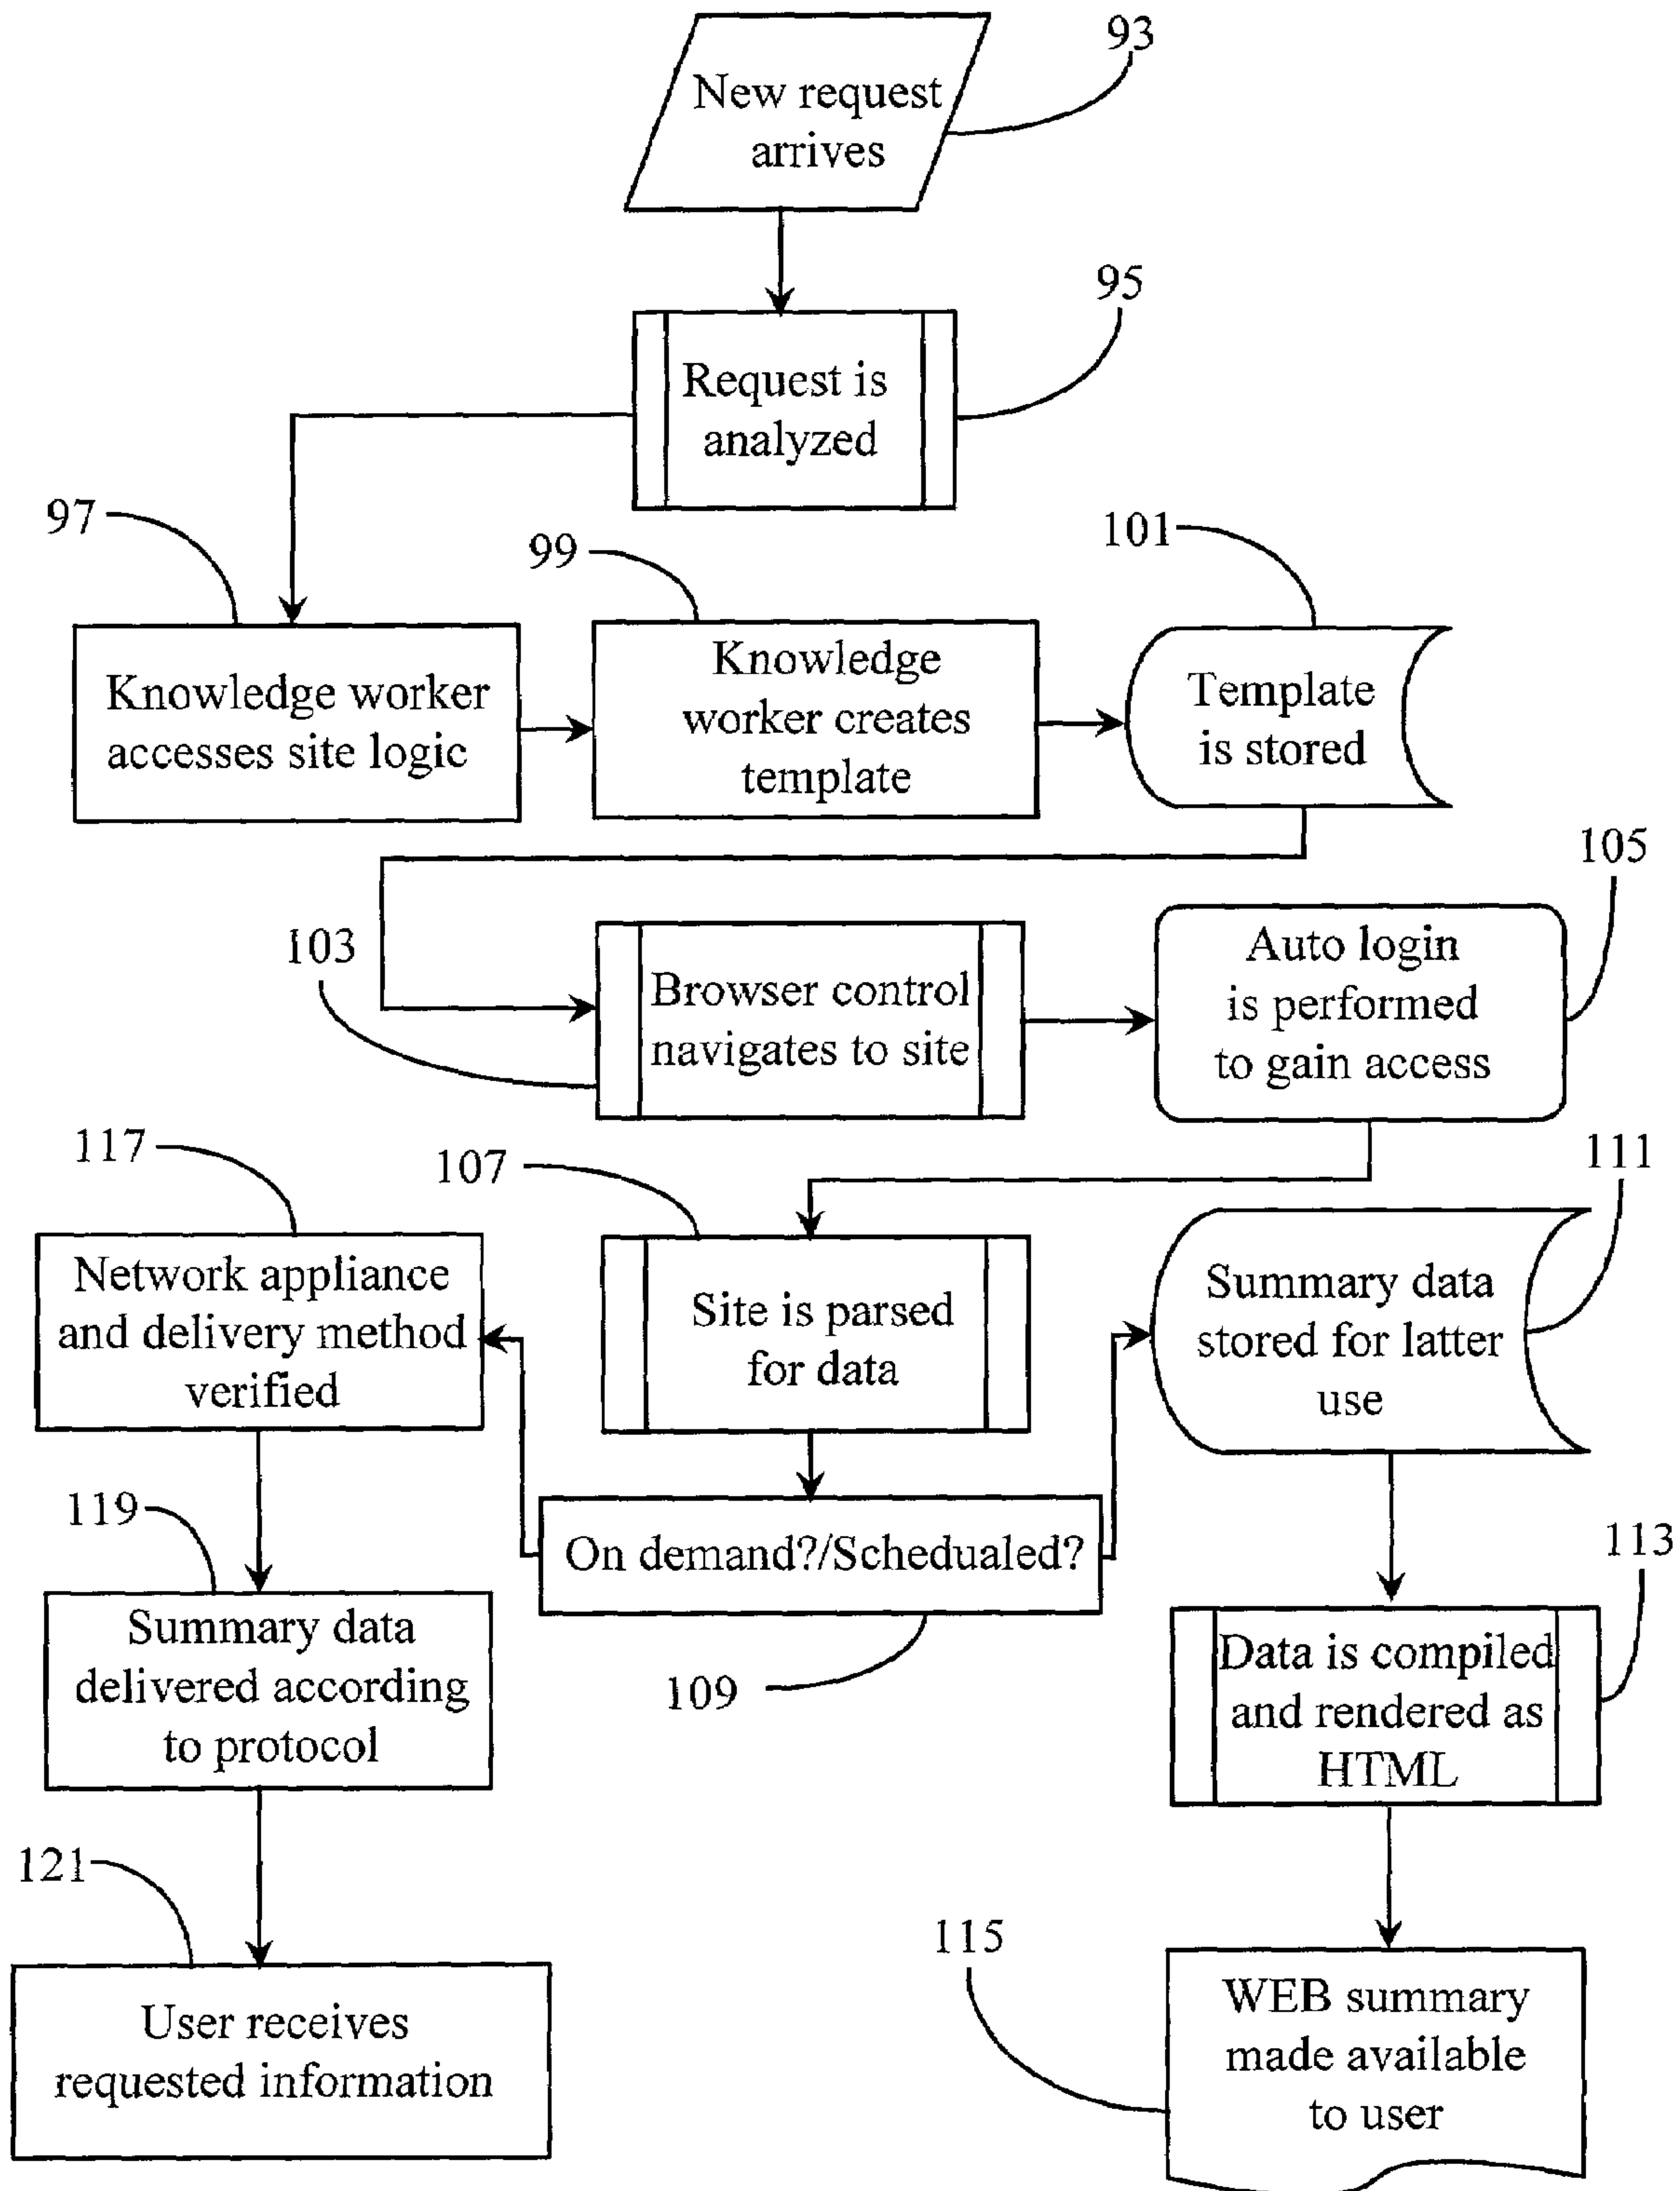 93
New request
arrives
95
Request is
analyzed
97
99
101
Knowledge worker
accesses site logic
Knowledge
worker creates
template
Template
is stored
105
103
Browser control
navigates to site
Auto login
is performed
to gain access
117
107
111
Network appliance
and delivery method
verified
Site is parsed
for data
Summary data
stored for latter
use
119
On demand?/Schedualed?
113
Summary data
delivered according
to protocol
109
Data is compiled
and rendered as
HTML
121
115
User receives
requested information
WEB summary
made available
to user